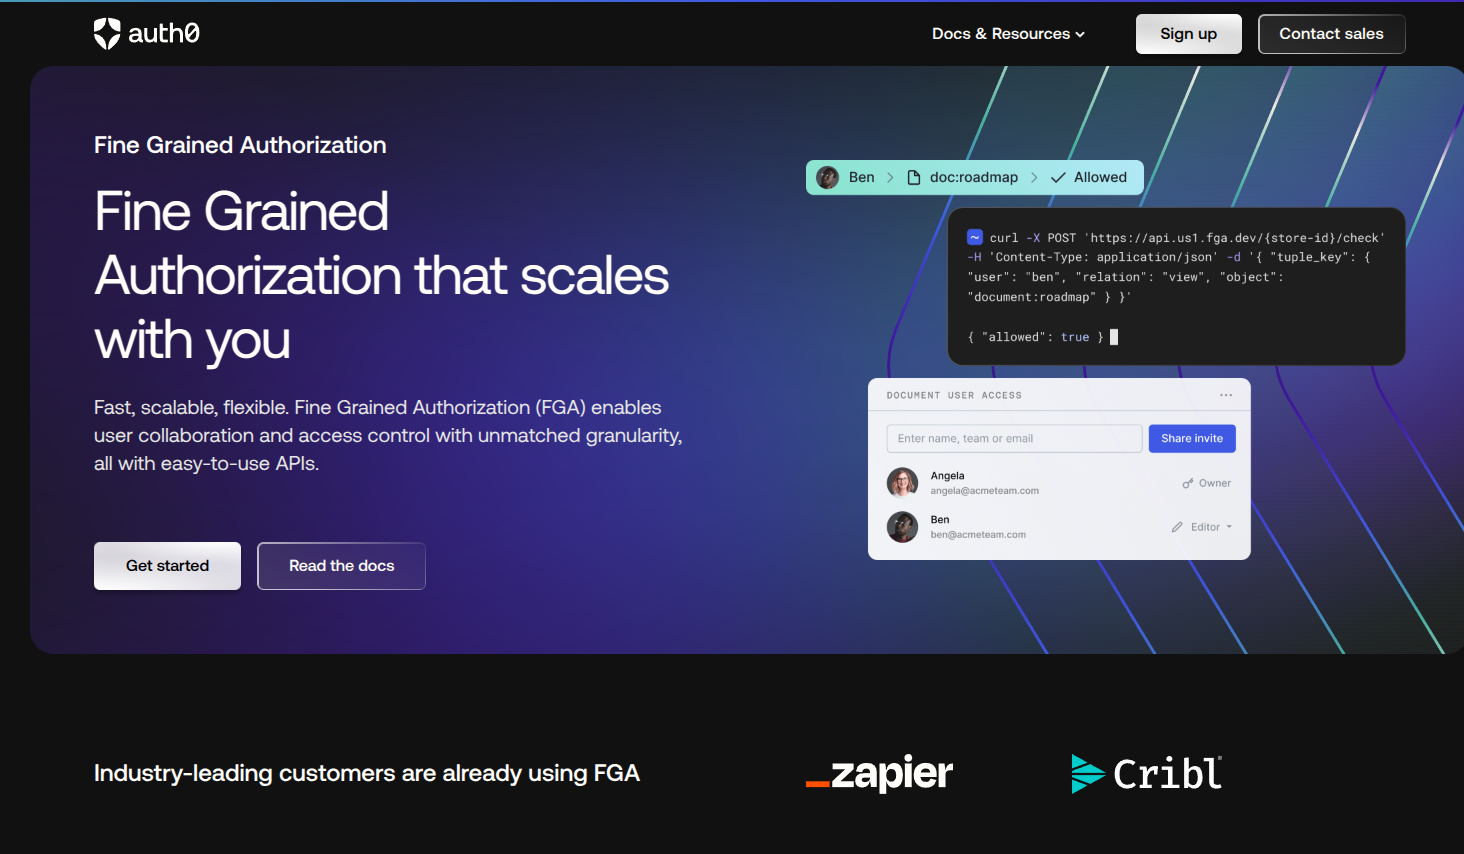 auth0
Docs & Resources
Sign up
Contact sales
Fine Grained Authorization
Fine Grained
Authorization that scales
with you
Fast, scalable, flexible. Fine Grained Authorization (FGA) enables
user collaboration and access control with unmatched granularity,
all with easy-to-use APIs.
Get started
Read the docs
Ben > doc:roadmap > Allowed
~ curl -X POST 'https://api.us1.fga.dev/{store-id}/check'
-H 'Content-Type: application/json' -d '{ "tuple_key": {
"user": "ben", "relation": "view", "object":
"document:roadmap" } }'
{ "allowed": true }
DOCUMENT USER ACCESS
Enter name, team or email
Share invite
Angela
angela@acmeteam.com
Owner
Ben
ben@acmeteam.com
Editor
Industry-leading customers are already using FGA
_zapier
Cribl